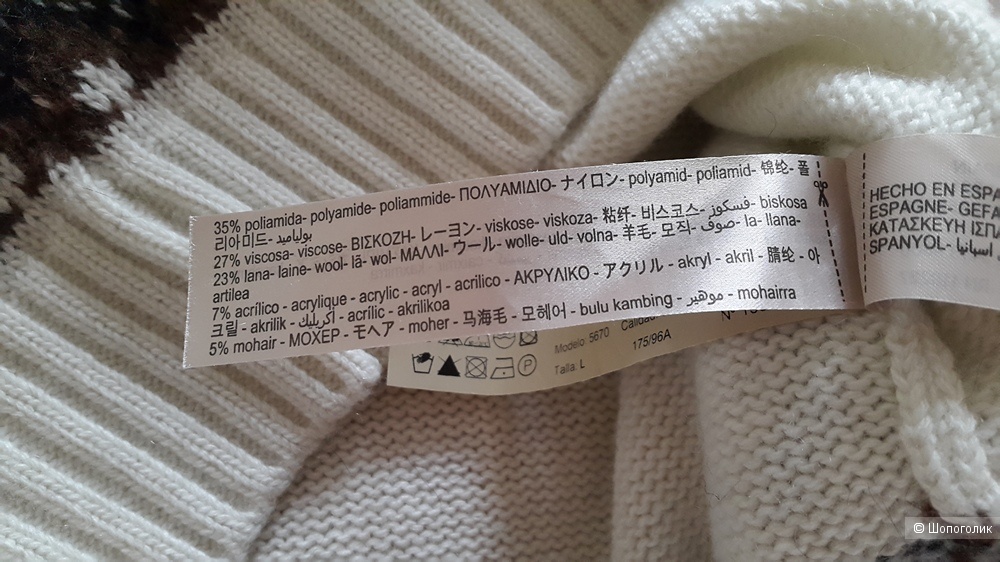 35% poliamida- polyamide- poliammide- ΠΟΛΥΑΜΙΔΙΟ- ナイロン- polyamid- poliamid- 锦纶- 폴
리아미드- بولياميد
27% viscosa- viscose- ΒΙΣΚΟΖΗ- レーヨン- viskose- viskoza- 粘纤- 비스코스- فسكوز- biskosa
23% lana- laine- wool- lã- wol- ΜΑΛΛΙ- ウール- wolle- uld- volna- 羊毛- 모직- صوف- la- llana-
artilea
7% acrílico - acrylique - acrylic - acryl - acrilico - ΑΚΡΥΛΙΚΟ - アクリル - akryl - akril - 腈纶 - 아
크릴 - akrilik - أكريليك - acrílic - akrilikoa
5% mohair - ΜΟΧΕΡ - モヘア - moher - 马海毛 - 모헤어 - bulu kambing - موهير - mohairra
HECHO EN
ESPAGNE-
ΚΑΤΑΣΚΕΥΗ
SPANYOL- اسبانيا
Modelo 5670
175/96A
Talla. L
© Шопоголик